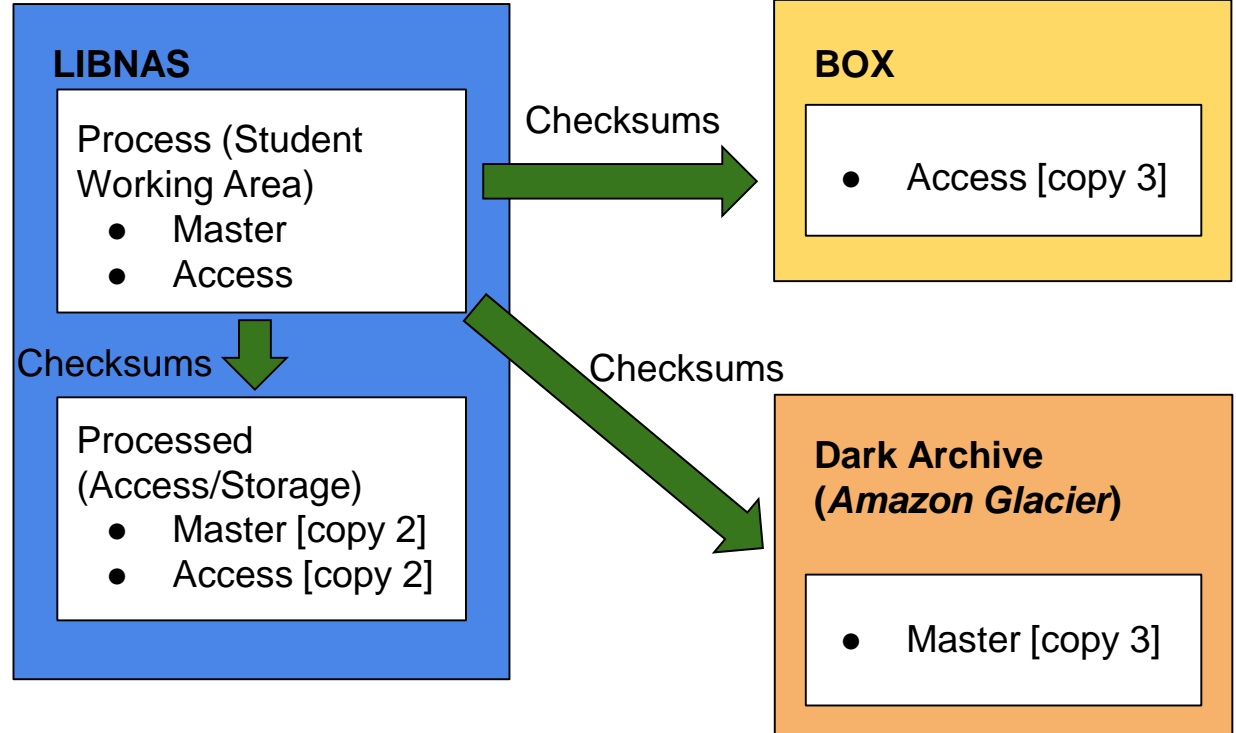 LIBNAS
Process (Student
Working Area)
● Master
● Access
Checksums
Processed
(Access/Storage)
● Master [copy 2]
● Access [copy 2]
Checksums
BOX
● Access [copy 3]
Checksums
Dark Archive
(Amazon Glacier)
● Master [copy 3]